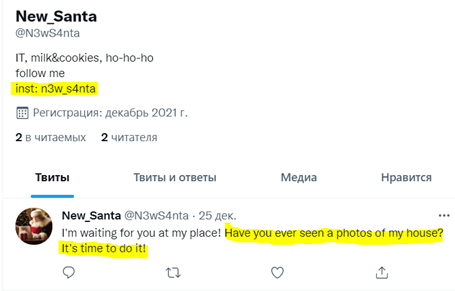 New_Santa
@N3wS4nta
IT, milk&cookies, ho-ho-ho
follow me
inst: n3w_s4nta
Регистрация: декабрь 2021 г.
2 в читаемых 2 читателя
Твиты Твиты и ответы Медиа Нравится
New_Santa @N3wS4nta · 25 дек.
I'm waiting for you at my place! Have you ever seen a photos of my house?
It's time to do it!